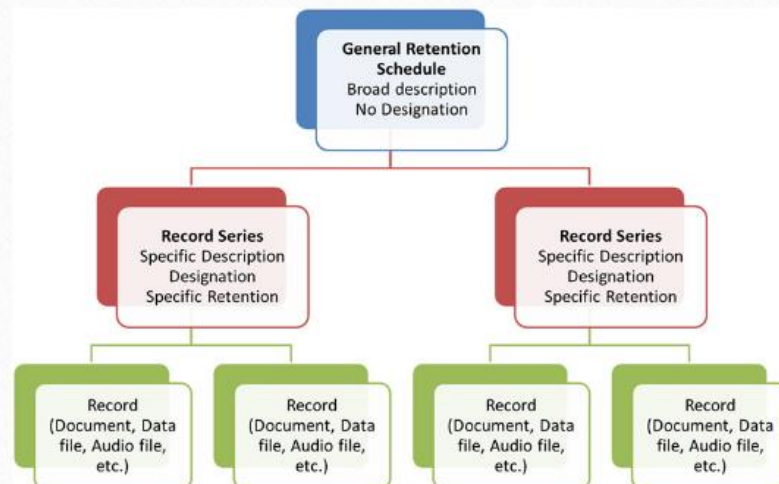 General Retention
Schedule
Broad description
No Designation
Record Series
Specific Description
Designation
Specific Retention
Record Series
Specific Description
Designation
Specific Retention
Record
(Document, Data
file, Audio file,
etc.)
Record
(Document, Data
file, Audio file,
etc.)
Record
(Document, Data
file, Audio file,
etc.)
Record
(Document, Data
file, Audio file,
etc.)